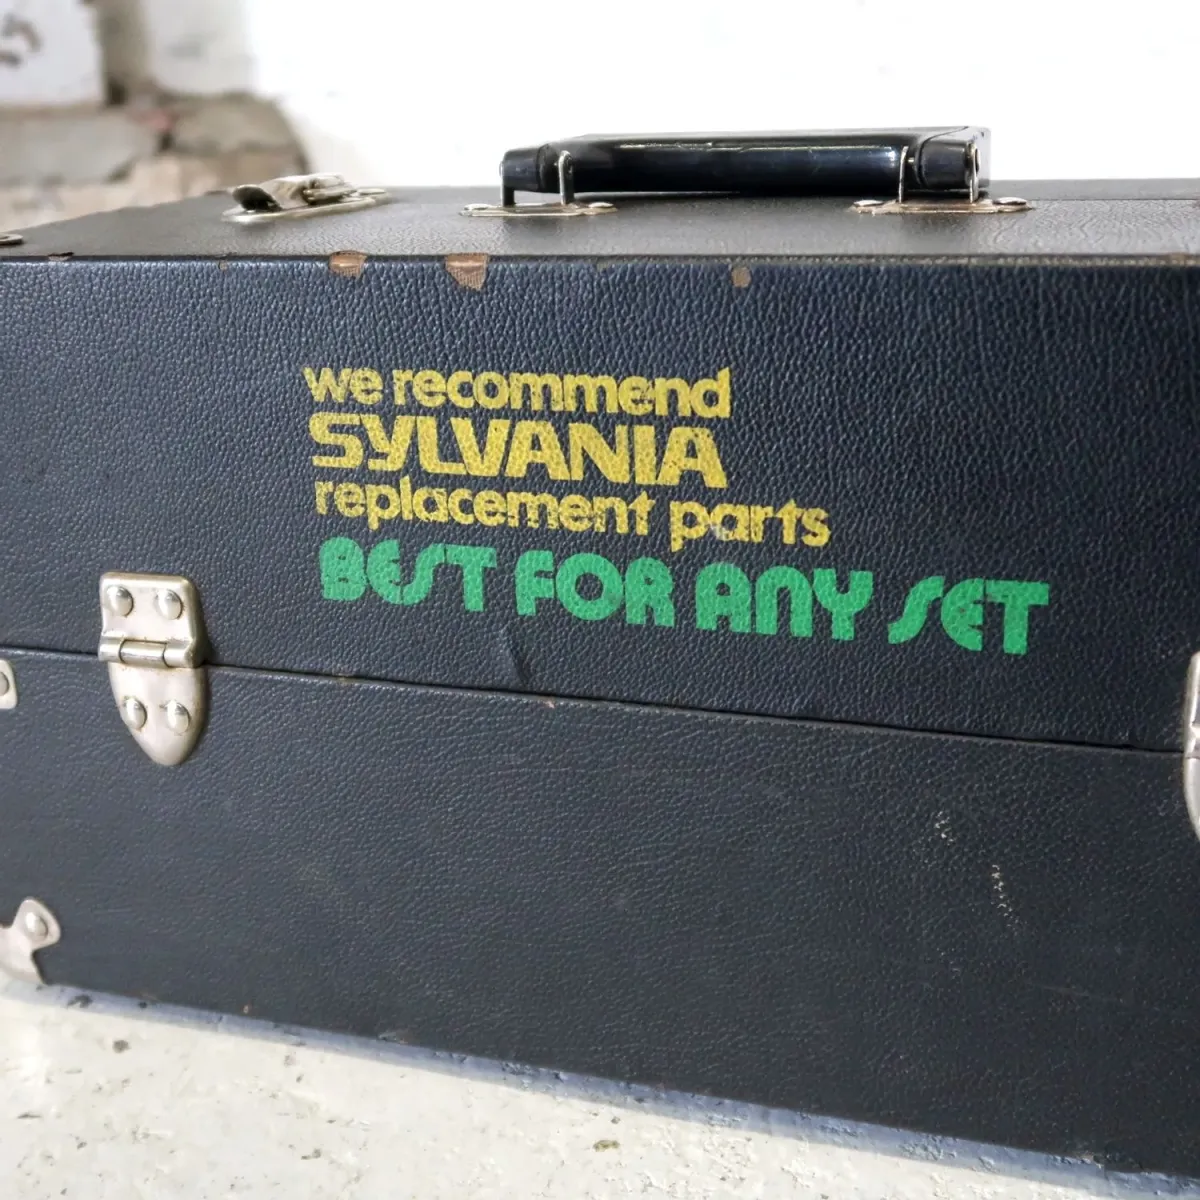 we recommend
SYLVANIA
replacement parts
BEST FOR ANY SET